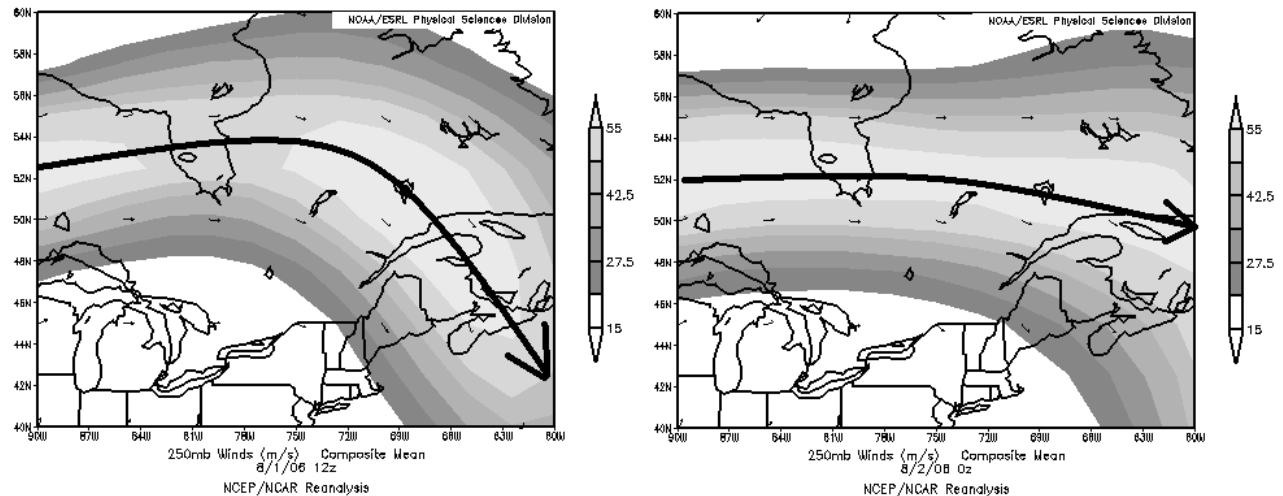 NOAA/ESRL Physical Sciences Division
60N
58N
56N
54N
52N
50N
48N
46N
44N
42N
40N
90W 87W 84W 81W 78W 75W 72W 69W 66W 63W 60W
55
42.5
27.5
15
250mb Winds (m/s) Composite Mean
8/1/06 12z
NCEP/NCAR Reanalysis
NOAA/ESRL Physical Sciences Division
60N
58N
56N
54N
52N
50N
48N
46N
44N
42N
40N
90W 87W 84W 81W 78W 75W 72W 69W 66W 63W 60W
55
42.5
27.5
15
250mb Winds (m/s) Composite Mean
8/2/06 0z
NCEP/NCAR Reanalysis